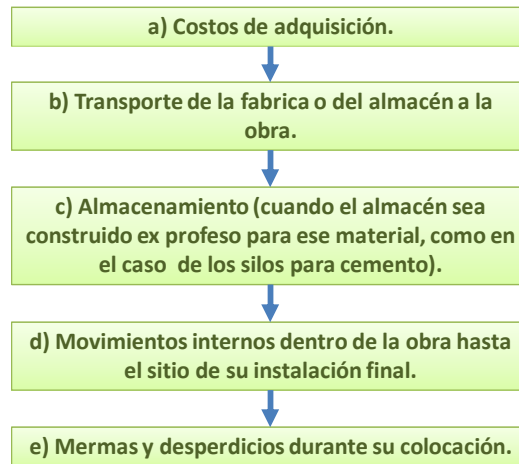 a) Costos de adquisición.
b) Transporte de la fabrica o del almacén a la
obra.
c) Almacenamiento (cuando el almacén sea
construido ex profeso para ese material, como en
el caso de los silos para cemento).
d) Movimientos internos dentro de la obra hasta
el sitio de su instalación final.
e) Mermas y desperdicios durante su colocación.